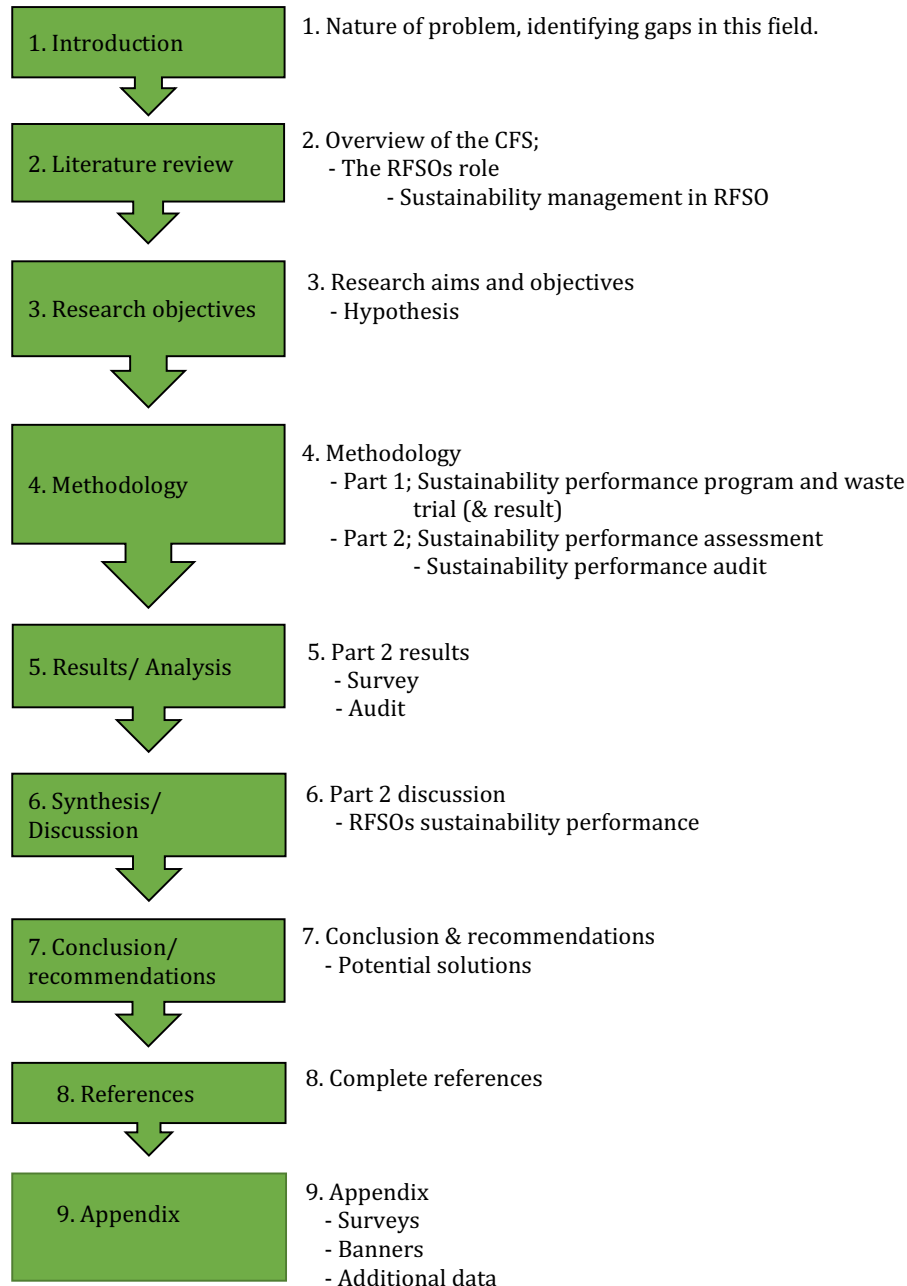 1. Introduction
1. Nature of problem, identifying gaps in this field.
2. Literature review
2. Overview of the CFS;
- The RFSOs role
- Sustainability management in RFSO
3. Research objectives
3. Research aims and objectives
- Hypothesis
4. Methodology
4. Methodology
- Part 1; Sustainability performance program and waste
trial (& result)
- Part 2; Sustainability performance assessment
- Sustainability performance audit
5. Results/ Analysis
5. Part 2 results
- Survey
- Audit
6. Synthesis/
Discussion
6. Part 2 discussion
- RFSOs sustainability performance
7. Conclusion/
recommendations
7. Conclusion & recommendations
- Potential solutions
8. References
8. Complete references
9. Appendix
9. Appendix
- Surveys
- Banners
- Additional data